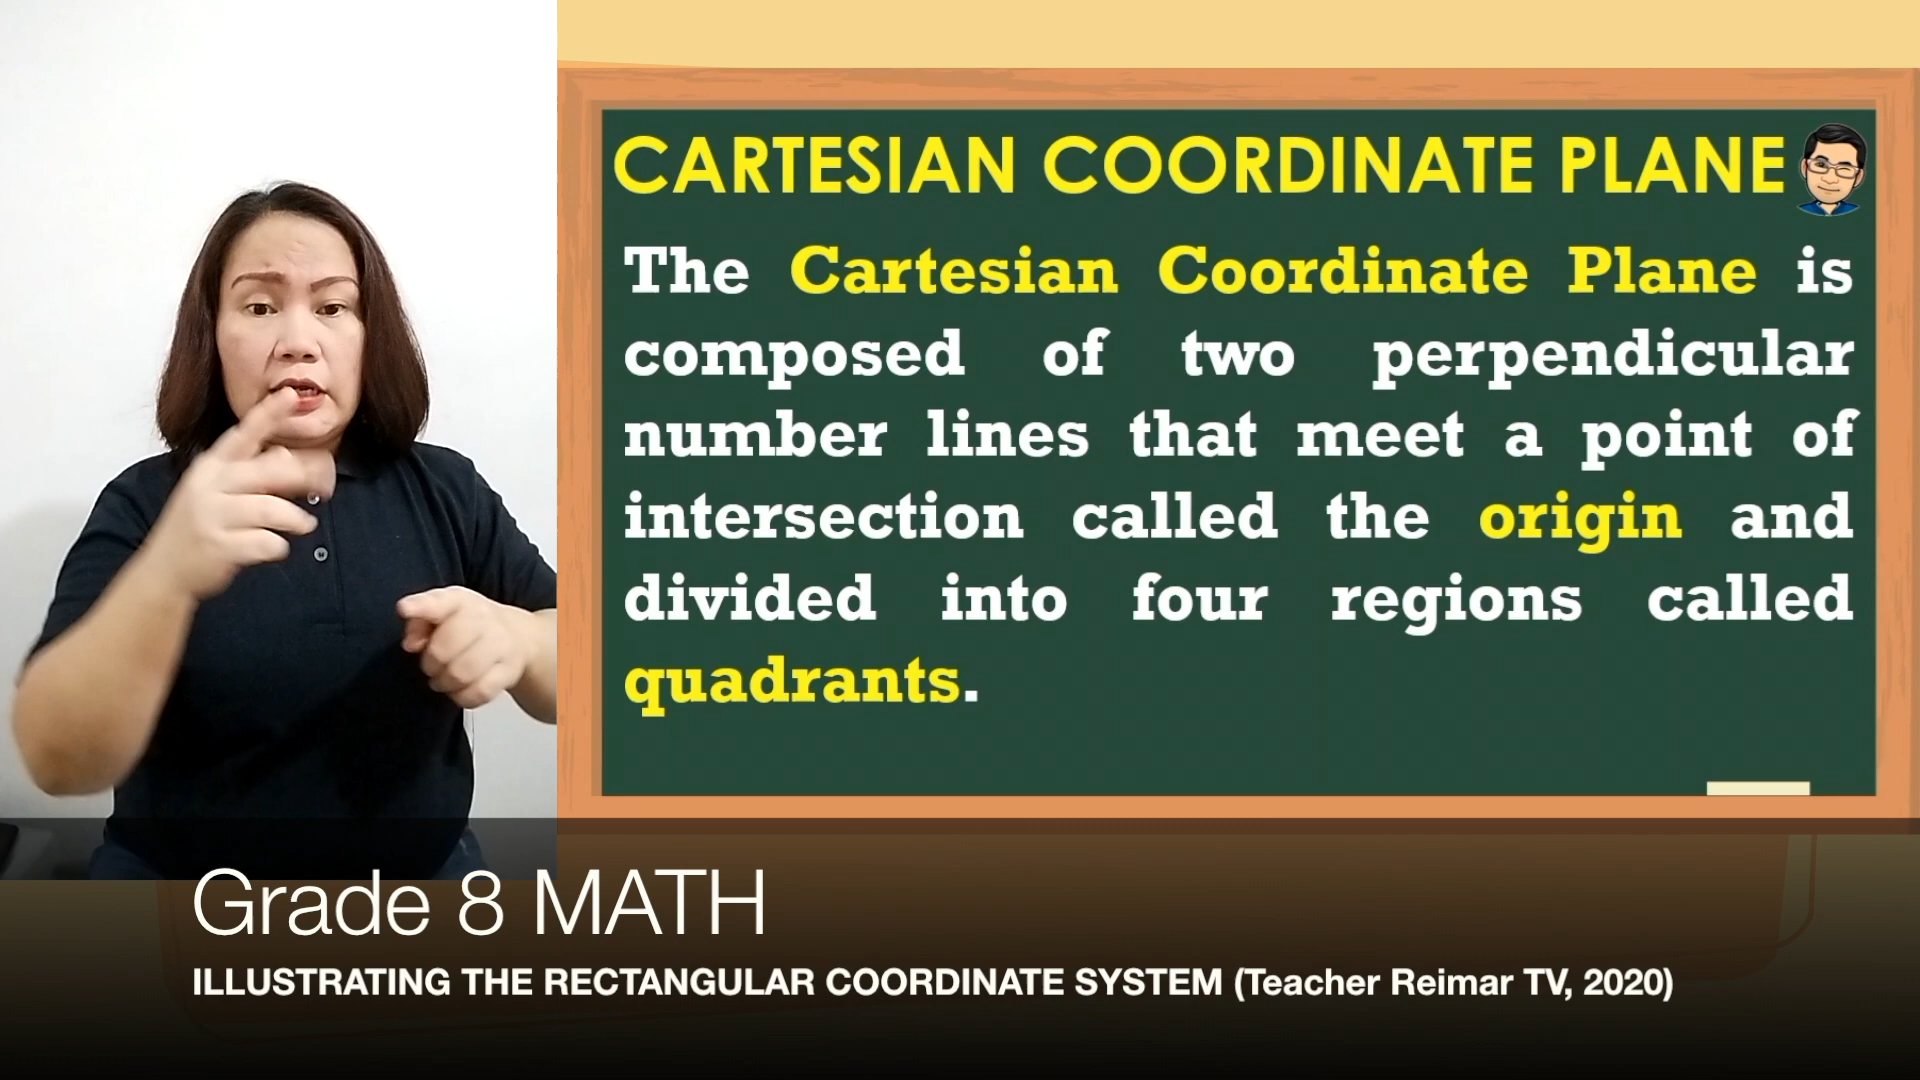 CARTESIAN COORDINATE PLANE
The Cartesian Coordinate Plane is
composed of two perpendicular
number lines that meet a point of
intersection called the origin and
divided into four regions called
quadrants.
Grade 8 MATH
ILLUSTRATING THE RECTANGULAR COORDINATE SYSTEM (Teacher Reimar TV, 2020)